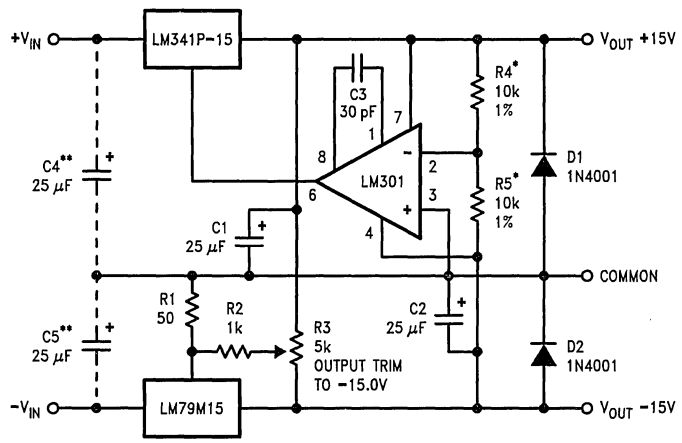 +VIN
LM341P-15
VOUT +15V
C3
30 pF
R4*
10k
1%
7
1
8
-
2
LM301
6
+
3
4
R5*
10k
1%
D1
1N4001
C4**
+
25 μF
C1
+
25 μF
COMMON
R1
50
R2
1k
R3
5k
OUTPUT TRIM
TO -15.0V
C2
+
25 μF
C5**
+
25 μF
D2
1N4001
-VIN
LM79M15
VOUT -15V